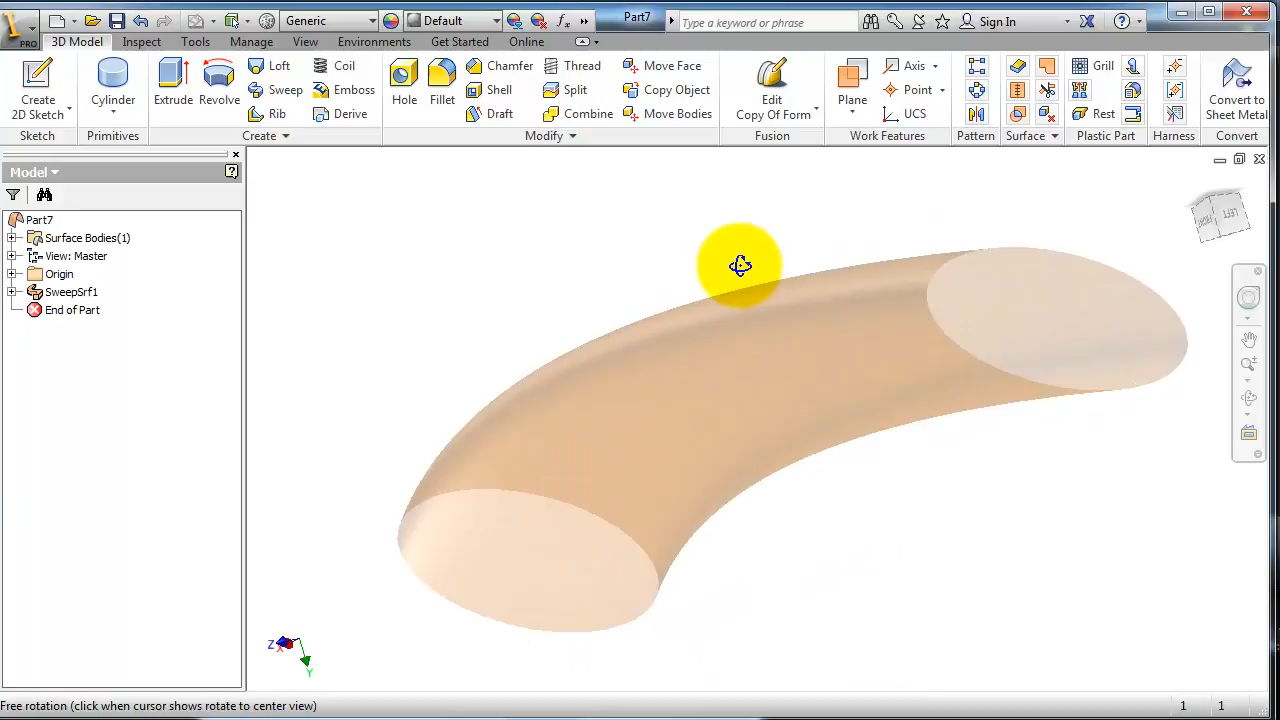 PRO
Generic
Default
fx
Part7
Type a keyword or phrase
Sign In
3D Model
Inspect
Tools
Manage
View
Environments
Get Started
Online
Create
2D Sketch
Sketch
Cylinder
Primitives
Extrude
Revolve
Loft
Sweep
Rib
Coil
Emboss
Derive
Create
Hole
Fillet
Chamfer
Shell
Draft
Thread
Split
Combine
Move Face
Copy Object
Move Bodies
Modify
Edit
Copy Of Form
Fusion
Plane
Axis
Point
UCS
Work Features
Pattern
Surface
Grill
Rest
Plastic Part
Harness
Convert to
Sheet Metal
Convert
Model
Part7
Surface Bodies(1)
View: Master
Origin
SweepSrf1
End of Part
LEFT
Z
X
Y
Free rotation (click when cursor shows rotate to center view)
1
1